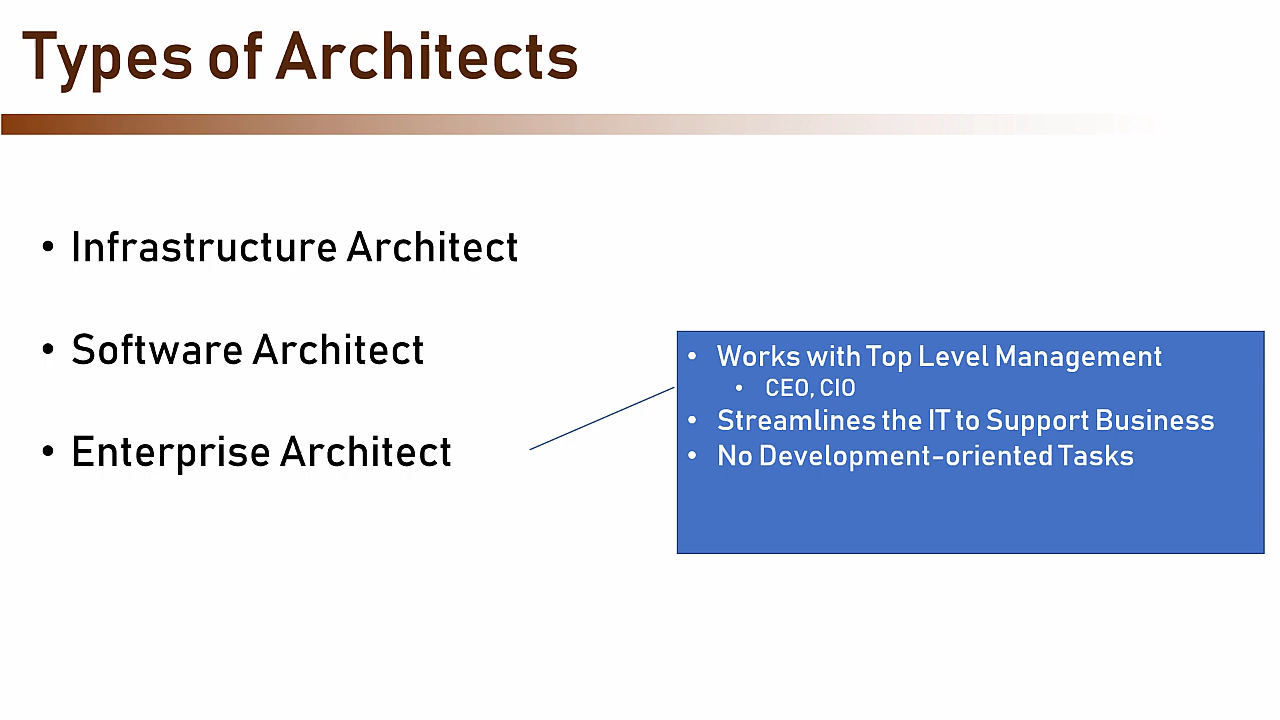 Types of Architects
• Infrastructure Architect
• Software Architect
• Enterprise Architect
• Works with Top Level Management
• CEO, CIO
• Streamlines the IT to Support Business
• No Development-oriented Tasks